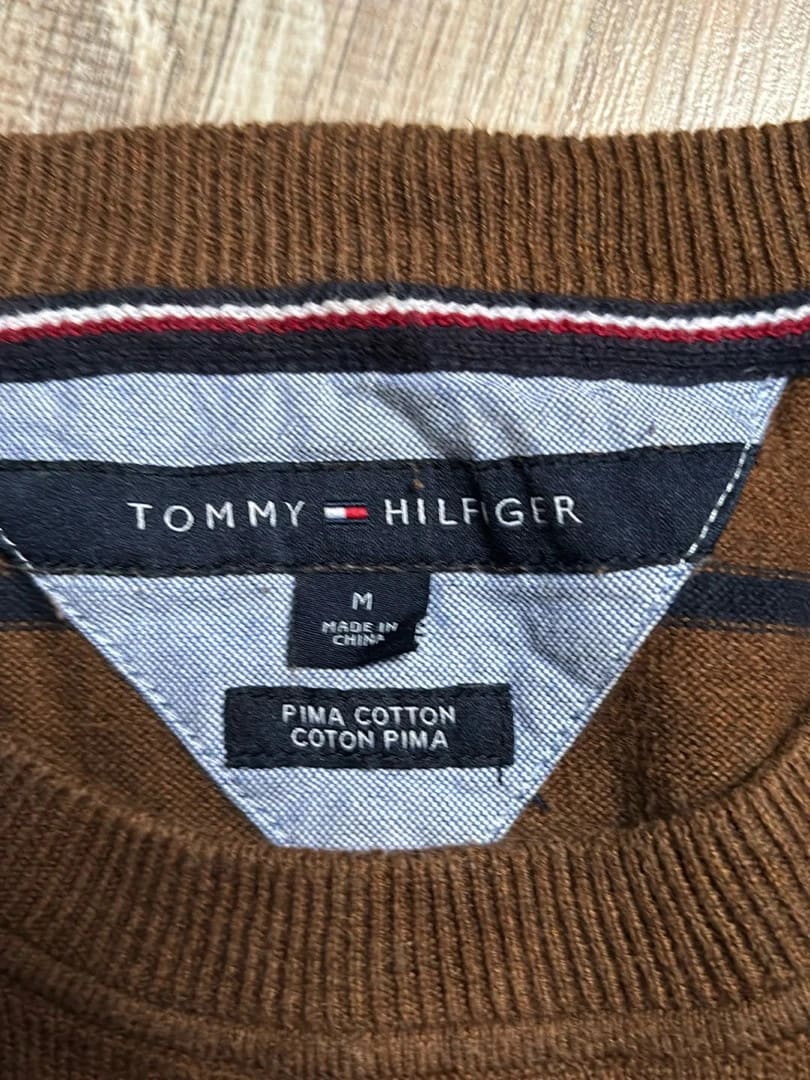 TOMMY HILFIGER
M
MADE IN
CHINA
PIMA COTTON
COTON PIMA